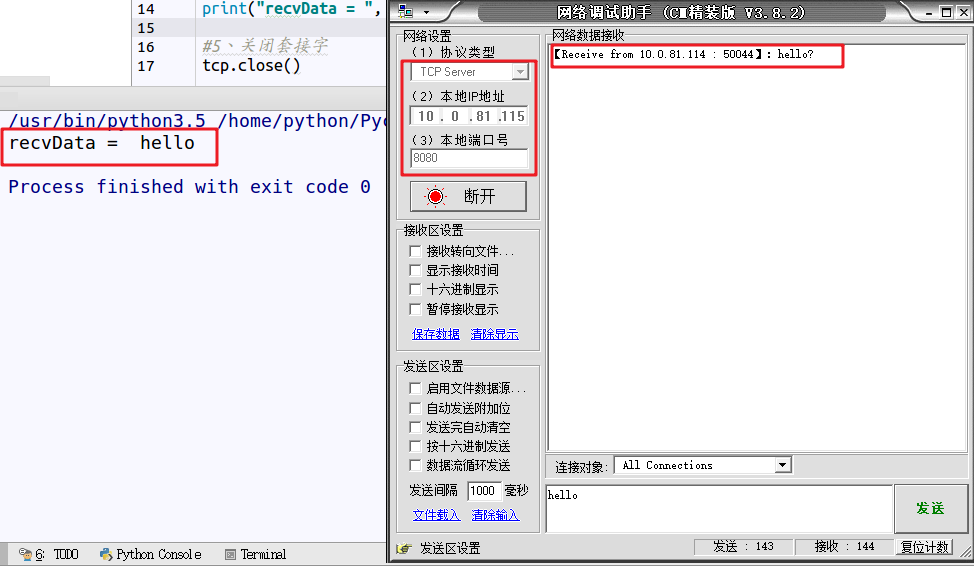 14 print("recvData = ",
15
16 #5、关闭套接字
17 tcp.close()
/usr/bin/python3.5 /home/python/Pyc
recvData =  hello
Process finished with exit code 0
6: TODO
Python Console
Terminal
网络调试助手 (C■精装版 V3.8.2)
网络设置
(1) 协议类型
TCP Server
(2) 本地IP地址
10 . 0 .81 .115
(3) 本地端口号
8080
断开
接收区设置
接收转向文件...
显示接收时间
十六进制显示
暂停接收显示
保存数据 清除显示
发送区设置
启用文件数据源...
自动发送附加位
发送完自动清空
按十六进制发送
数据流循环发送
发送间隔 1000 毫秒
文件载入 清除输入
网络数据接收
【Receive from 10.0.81.114 : 50044】：hello?
连接对象: All Connections
hello
发送
发送区设置
发送 : 143
接收 : 144
复位计数